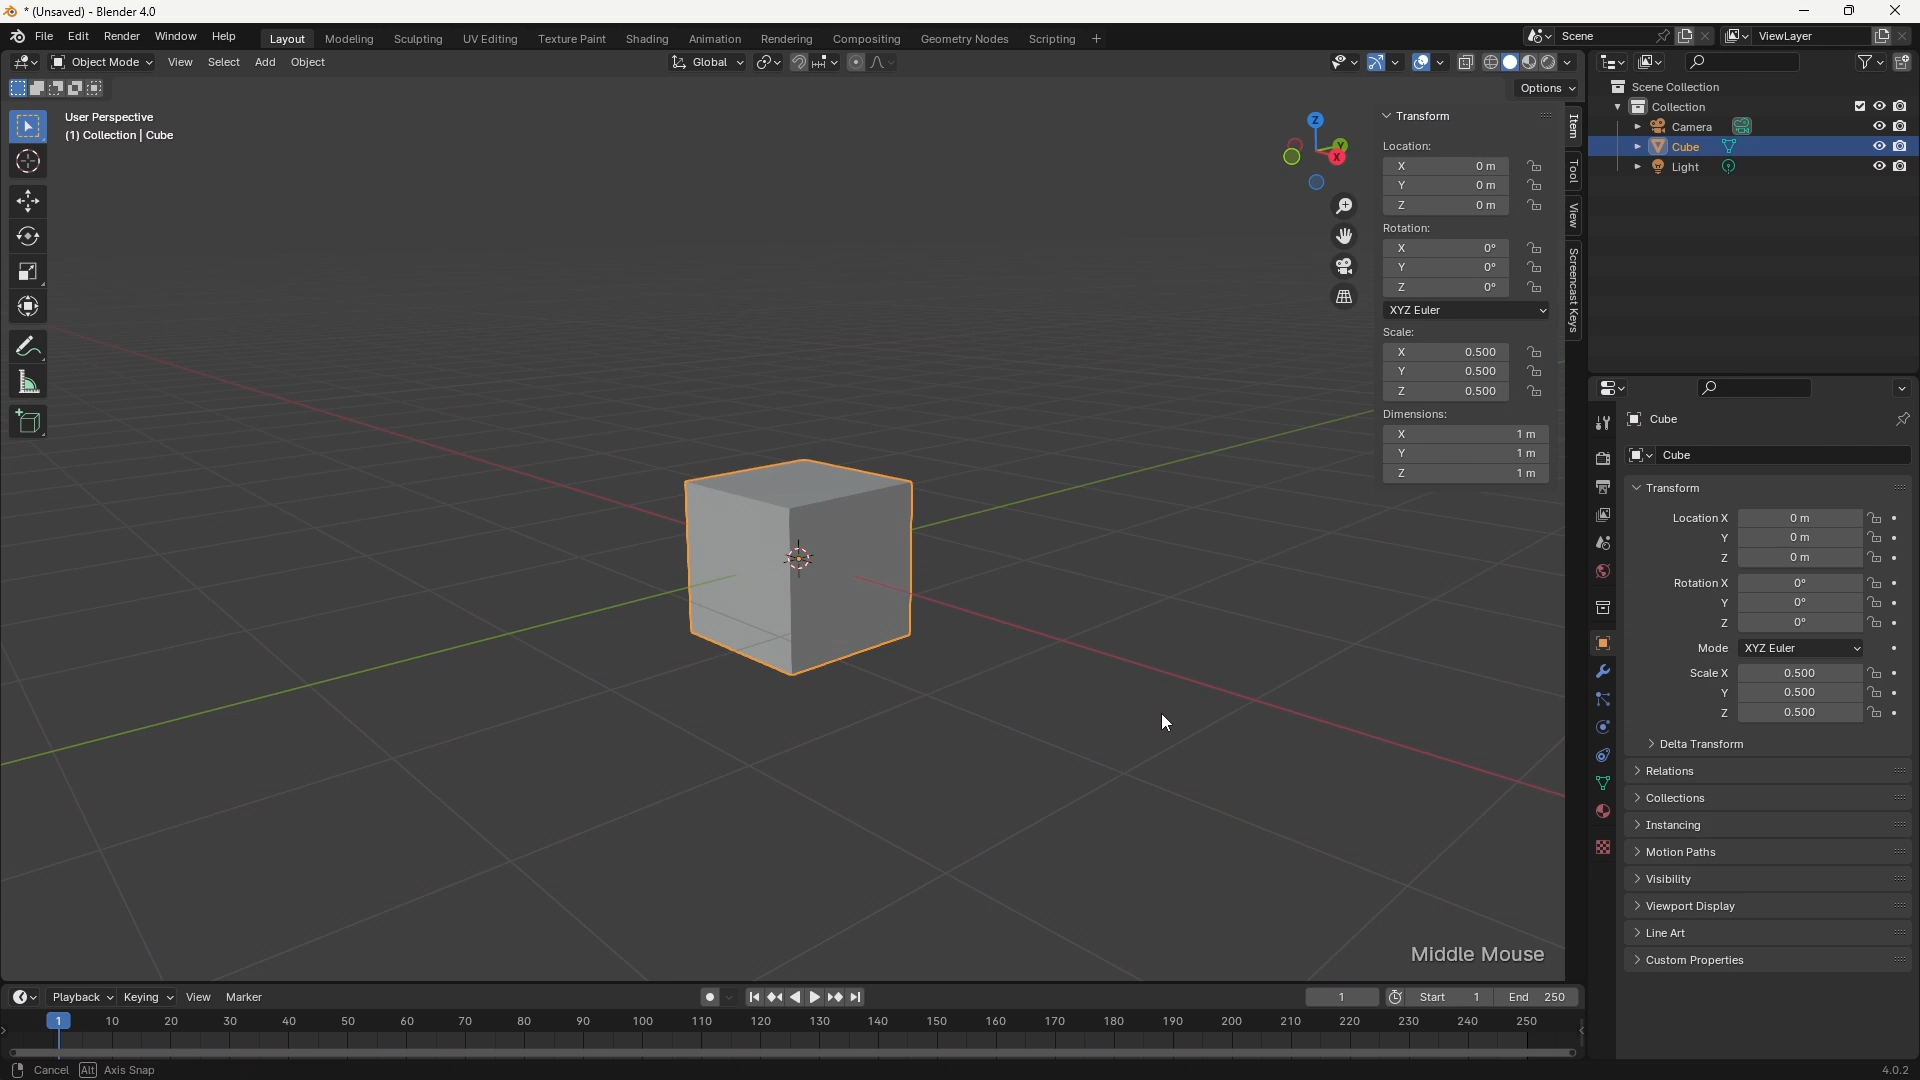 * (Unsaved) - Blender 4.0
File Edit Render Window Help Layout Modeling Sculpting UV Editing Texture Paint Shading Animation Rendering Compositing Geometry Nodes Scripting + Scene ViewLayer
Object Mode View Select Add Object Global
Options
User Perspective
(1) Collection | Cube
Z
Y
X
Transform
Location:
X 0 m
Y 0 m
Z 0 m
Rotation:
X 0°
Y 0°
Z 0°
XYZ Euler
Scale:
X 0.500
Y 0.500
Z 0.500
Dimensions:
X 1 m
Y 1 m
Z 1 m
Item
Tool
View
Screencast Keys
Scene Collection
Collection
Camera
Cube
Light
Cube
Cube
Transform
Location X 0 m
Y 0 m
Z 0 m
Rotation X 0°
Y 0°
Z 0°
Mode XYZ Euler
Scale X 0.500
Y 0.500
Z 0.500
Delta Transform
Relations
Collections
Instancing
Motion Paths
Visibility
Viewport Display
Line Art
Custom Properties
Middle Mouse
Playback Keying View Marker 1 Start 1 End 250
1 10 20 30 40 50 60 70 80 90 100 110 120 130 140 150 160 170 180 190 200 210 220 230 240 250
Cancel Alt Axis Snap 4.0.2